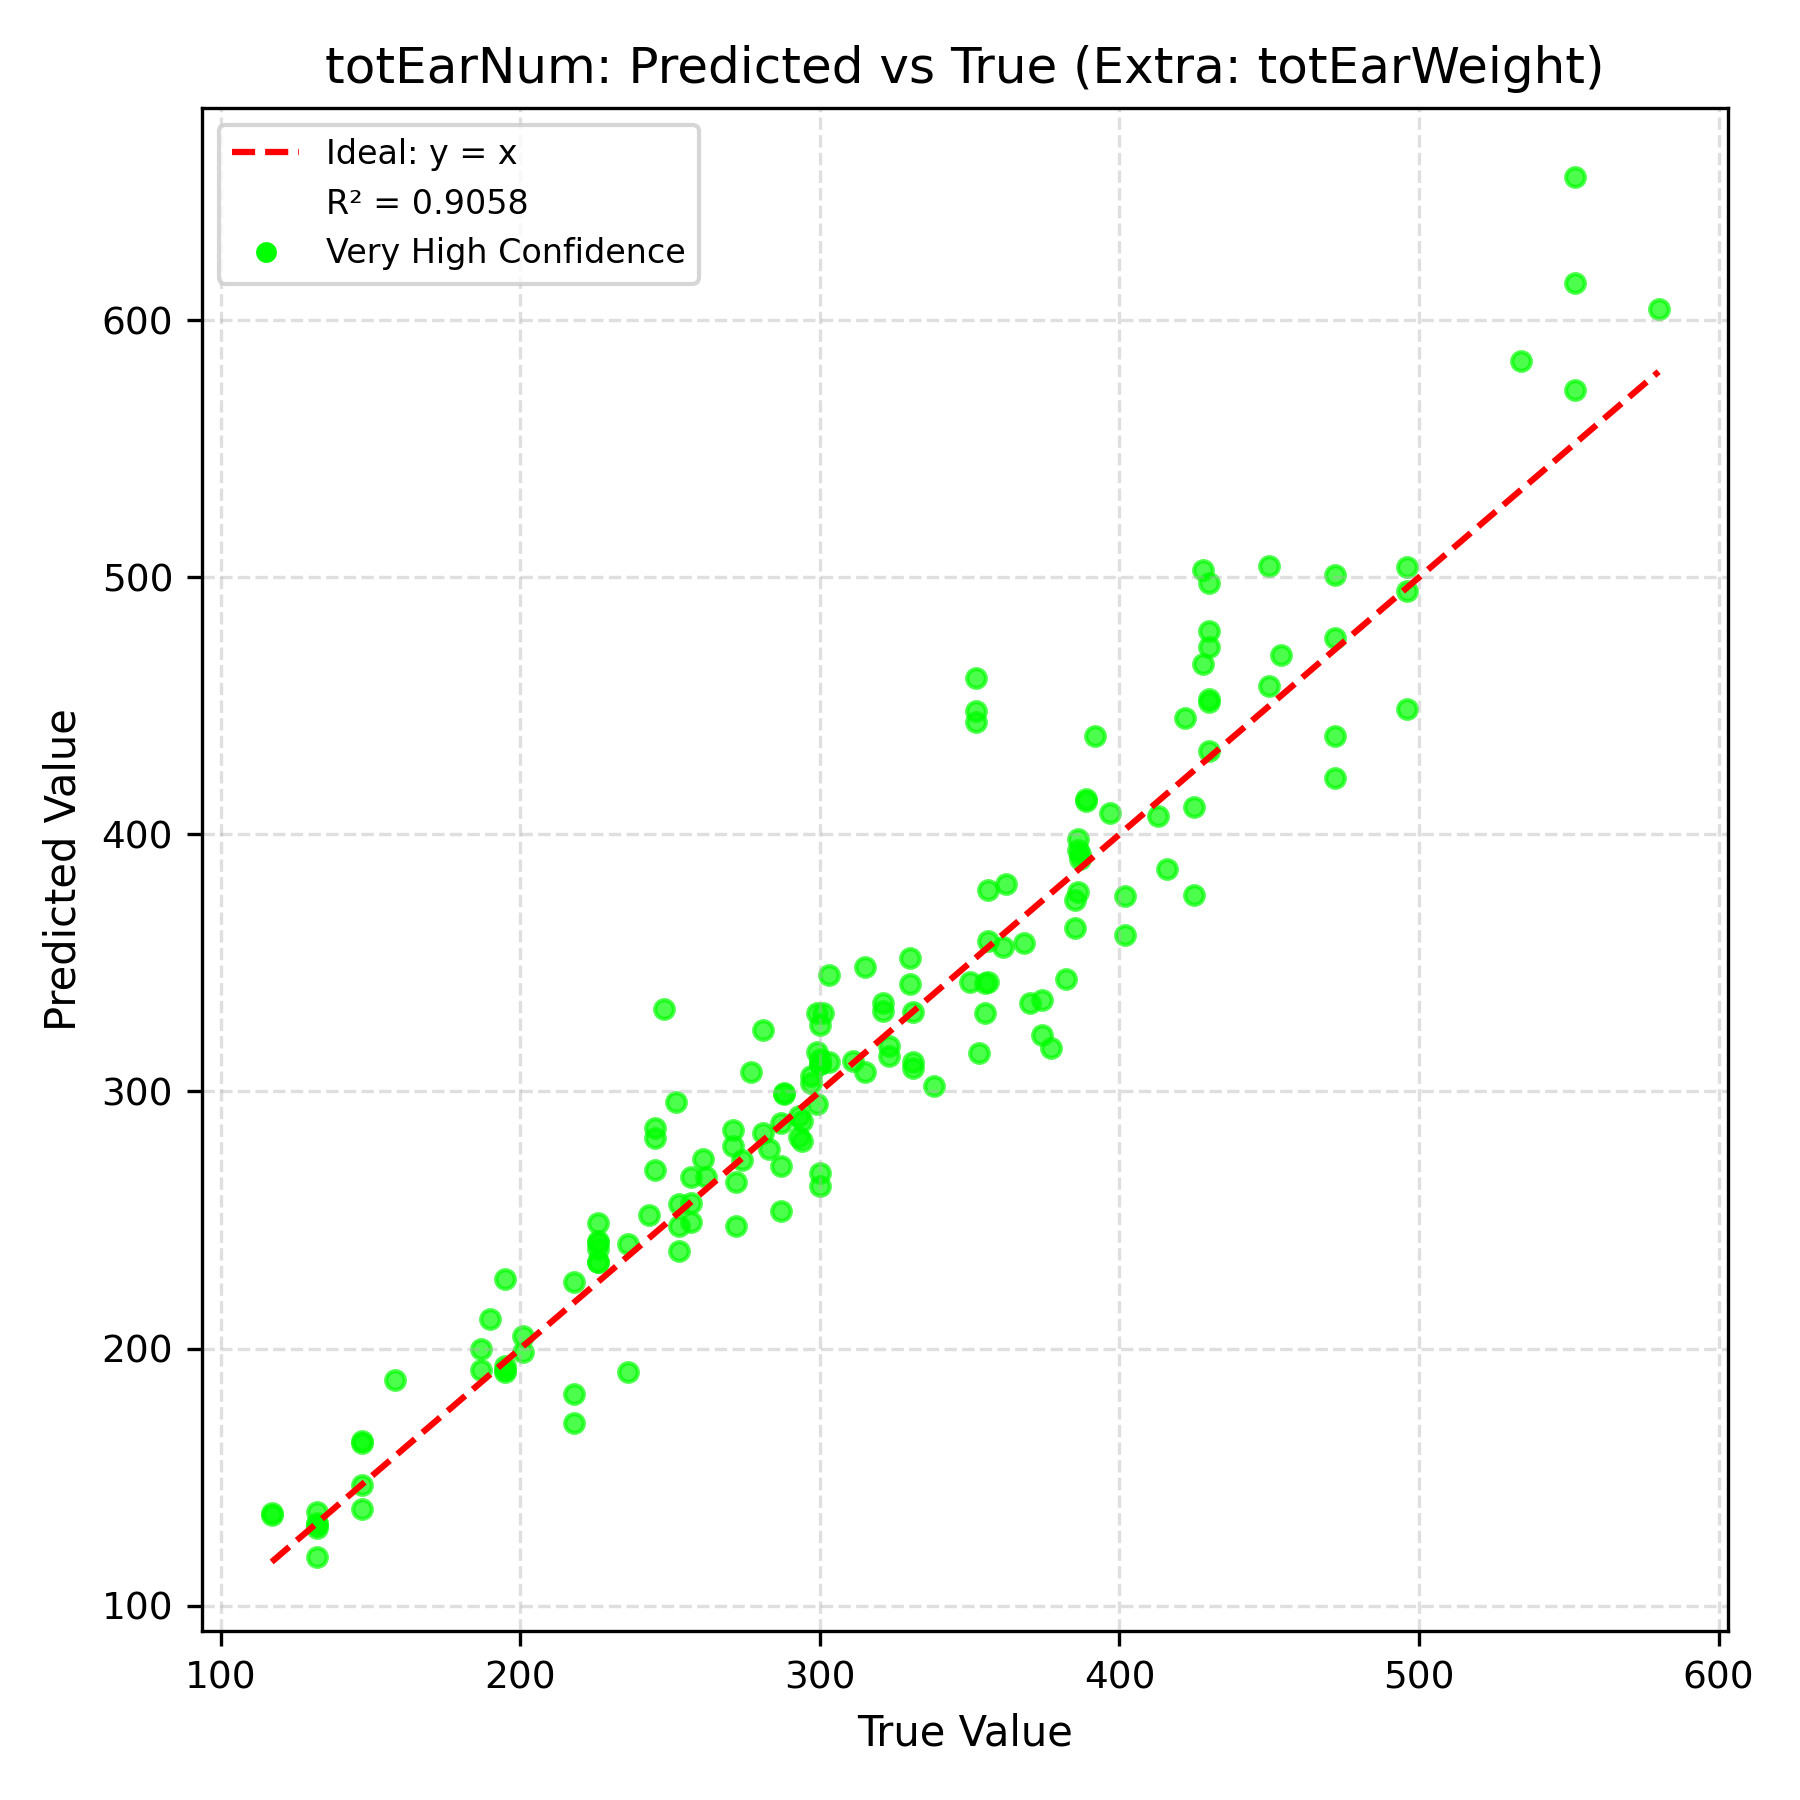 totEarNum: Predicted vs True (Extra: totEarWeight)
Ideal: y = x
R² = 0.9058
Very High Confidence
Predicted Value
600
500
400
300
200
100
100 200 300 400 500 600
True Value